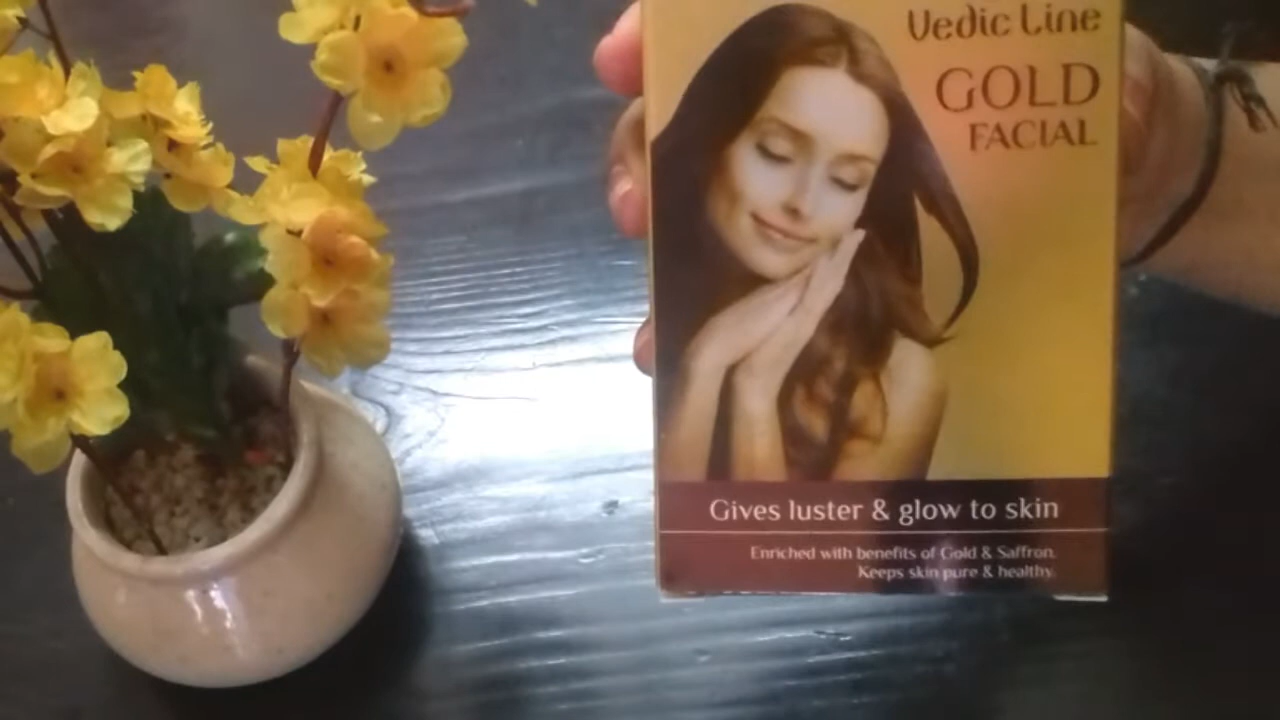 Vedic Line
GOLD
FACIAL
Gives luster & glow to skin
Enriched with benefits of Gold & Saffron.
Keeps skin pure & healthy.